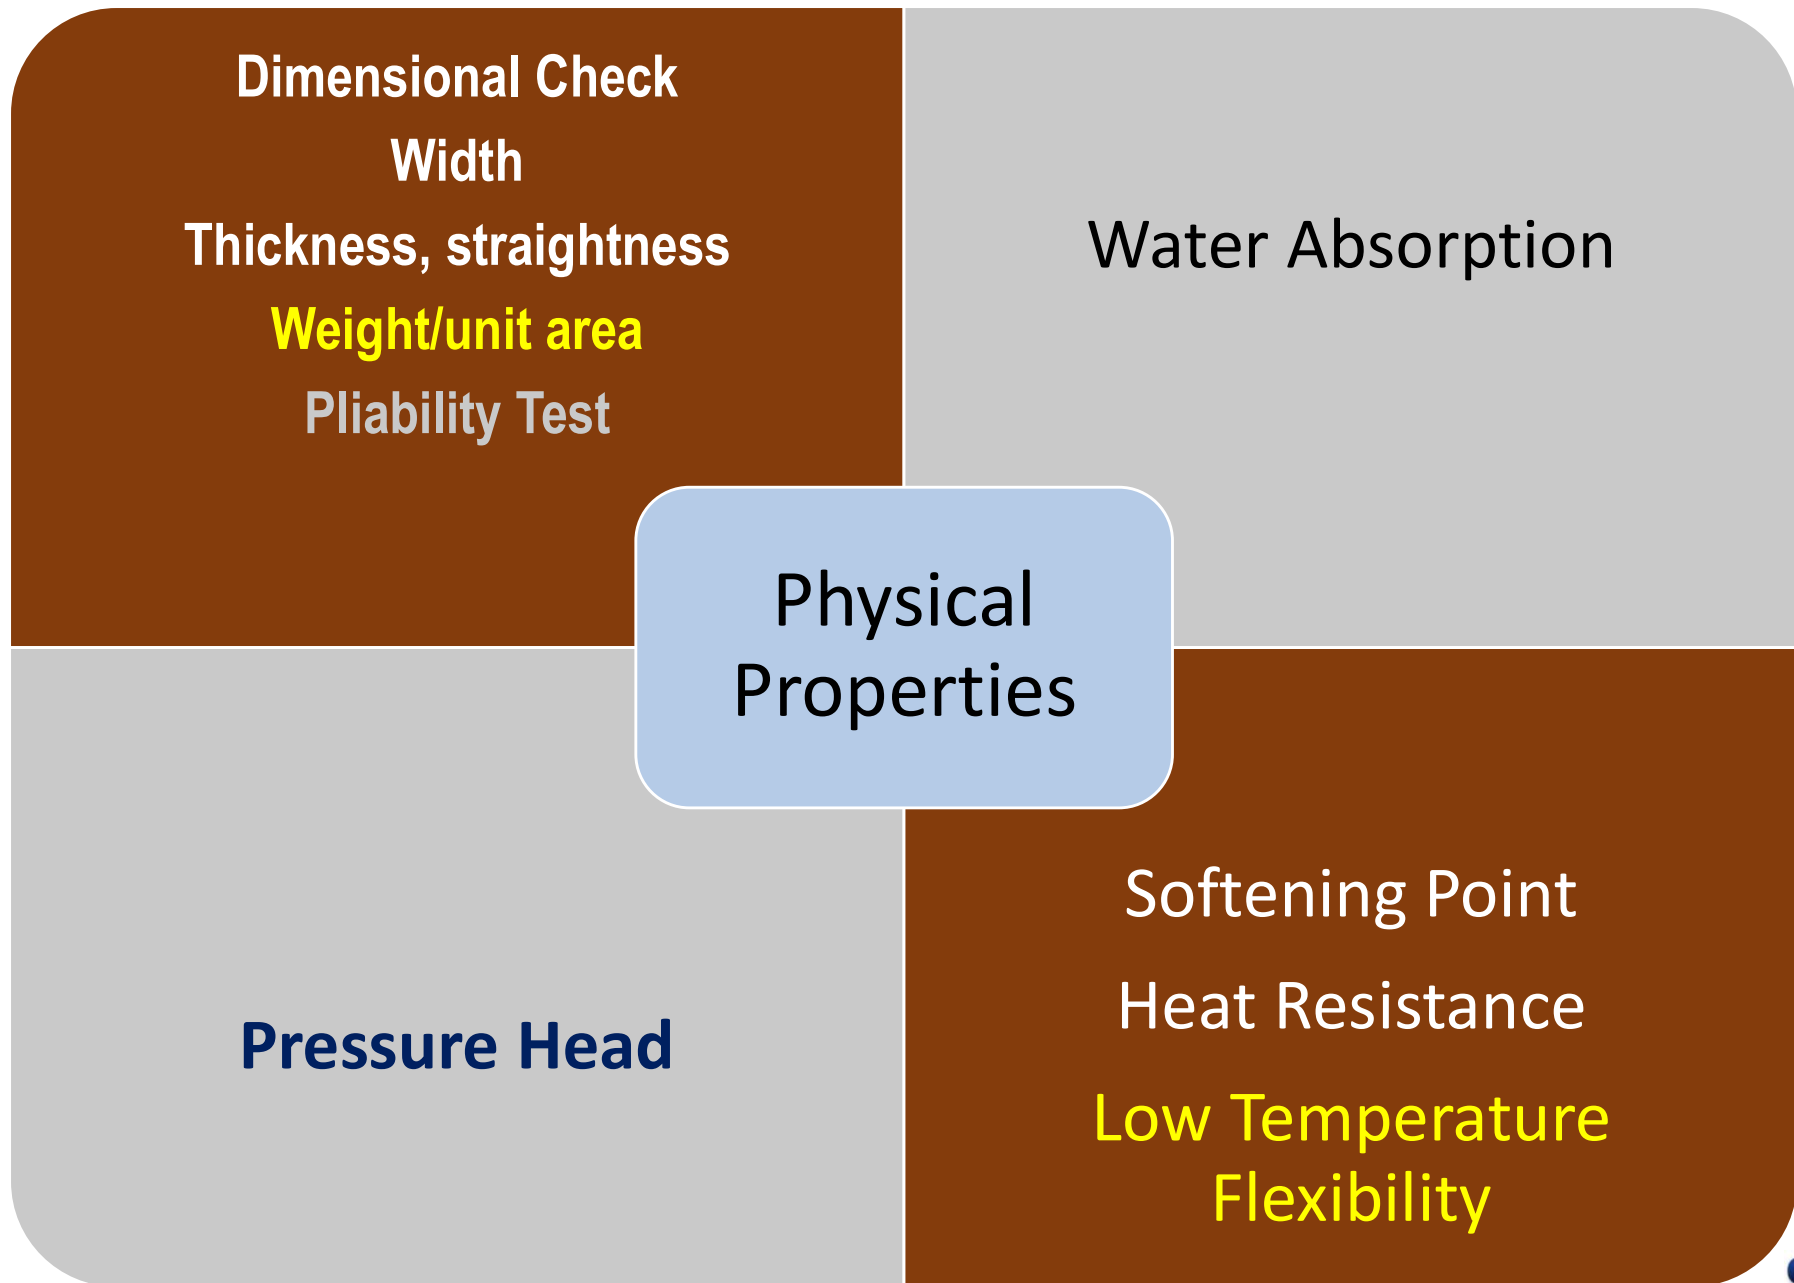 Dimensional Check
Width
Thickness, straightness
Weight/unit area
Pliability Test
Water Absorption
Physical
Properties
Pressure Head
Softening Point
Heat Resistance
Low Temperature
Flexibility